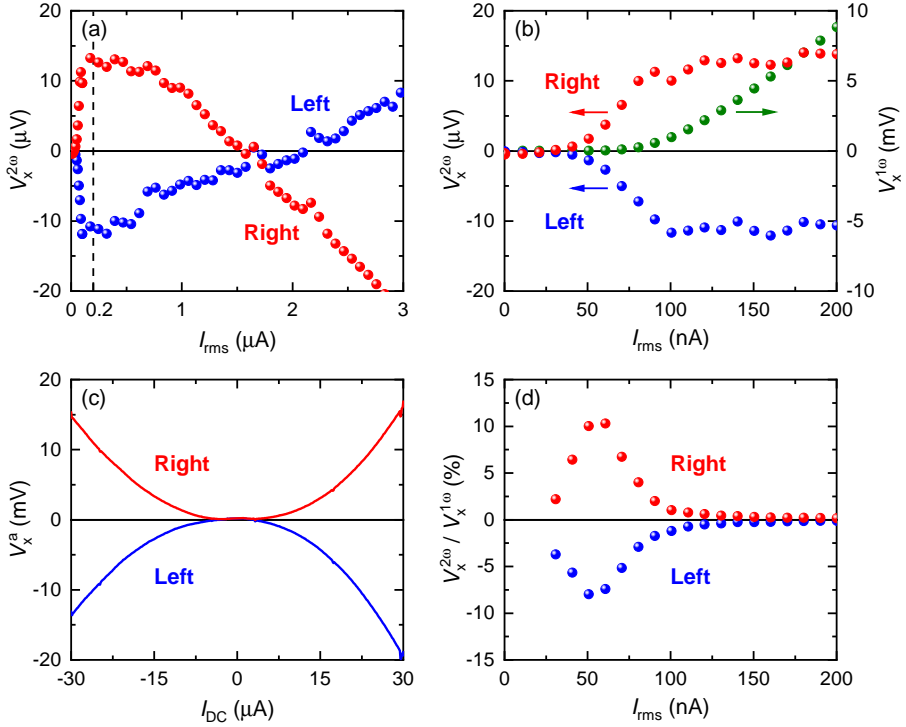 (a)
20
10
0
-10
-20
V_x^{2ω} (μV)
Left
Right
0 0.2 1 2 3
I_rms (μA)
(b)
20
10
0
-10
-20
V_x^{2ω} (μV)
Right
Left
10
5
0
-5
-10
V_x^{1ω} (mV)
0 50 100 150 200
I_rms (nA)
(c)
20
10
0
-10
-20
V_x^a (mV)
Right
Left
-30 -15 0 15 30
I_DC (μA)
(d)
15
10
5
0
-5
-10
-15
V_x^{2ω} / V_x^{1ω} (%)
Right
Left
0 50 100 150 200
I_rms (nA)